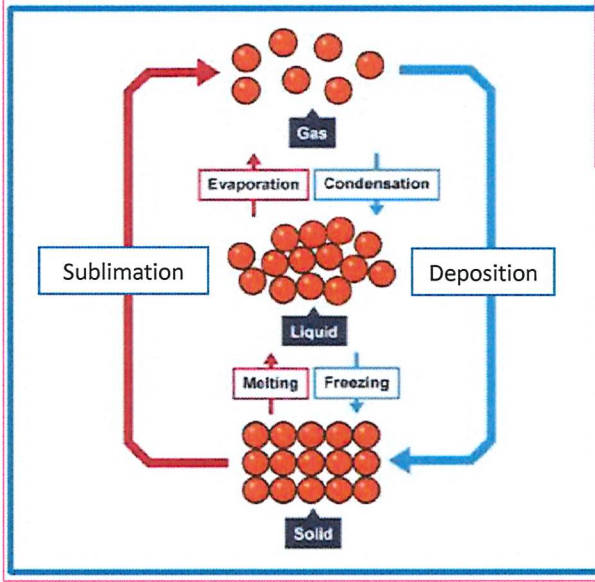 Gas
Evaporation
Condensation
Sublimation
Deposition
Liquid
Melting
Freezing
Solid